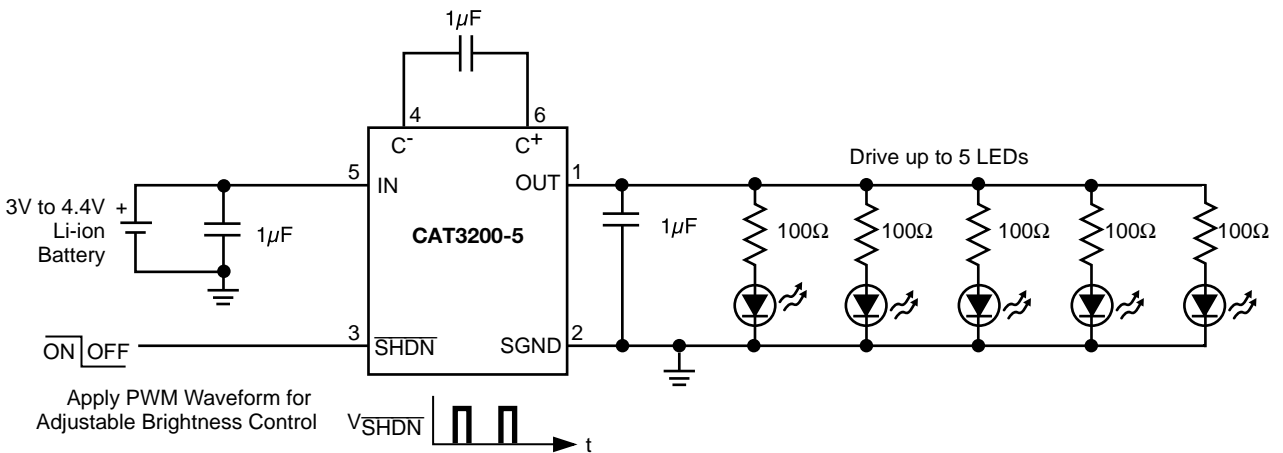 1µF
4 6
C- C+
5 IN OUT 1
Drive up to 5 LEDs
3V to 4.4V +
Li-ion
Battery
1µF
CAT3200-5
1µF
100Ω 100Ω 100Ω 100Ω 100Ω
ON OFF
3 SHDN SGND 2
Apply PWM Waveform for
Adjustable Brightness Control
VSHDN
t